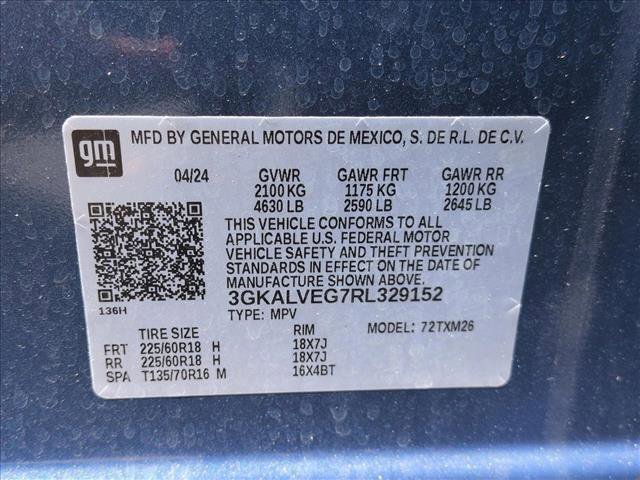 gm MFD BY GENERAL MOTORS DE MEXICO, S. DE R.L. DE C.V.
04/24 GVWR GAWR FRT GAWR RR
2100 KG 1175 KG 1200 KG
4630 LB 2590 LB 2645 LB
THIS VEHICLE CONFORMS TO ALL
APPLICABLE U.S. FEDERAL MOTOR
VEHICLE SAFETY AND THEFT PREVENTION
STANDARDS IN EFFECT ON THE DATE OF
MANUFACTURE SHOWN ABOVE.
3GKALVEG7RL329152
136H TYPE: MPV MODEL: 72TXM26
TIRE SIZE RIM
FRT 225/60R18 H 18X7J
RR 225/60R18 H 18X7J
SPA T135/70R16 M 16X4BT